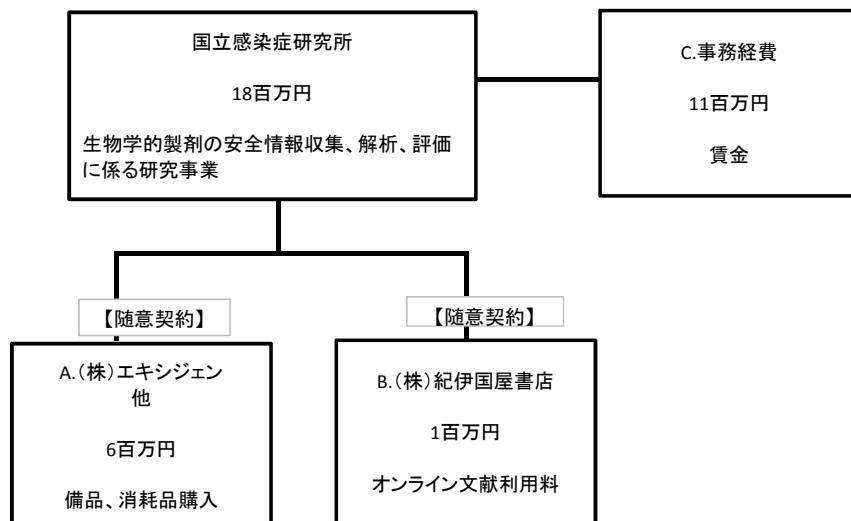 国立感染症研究所
18百万円
生物学的製剤の安全情報収集、解析、評価
に係る研究事業
C.事務経費
11百万円
賃金
【随意契約】
【随意契約】
A.（株）エキシジェン
他
6百万円
備品、消耗品購入
B.（株）紀伊国屋書店
1百万円
オンライン文献利用料